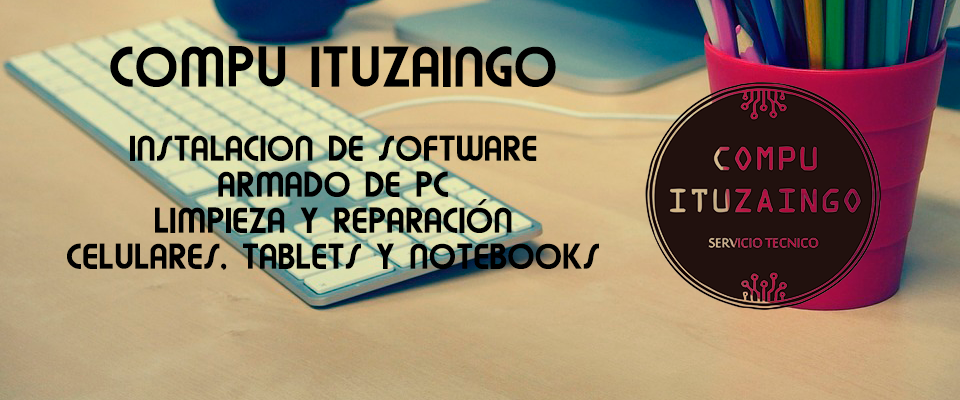 COMPU ITUZAINGO
INSTALACION DE SOFTWARE
ARMADO DE PC
LIMPIEZA Y REPARACIÓN
CELULARES, TABLETS Y NOTEBOOKS
COMPU
ITUZAINGO
SERVICIO TECNICO